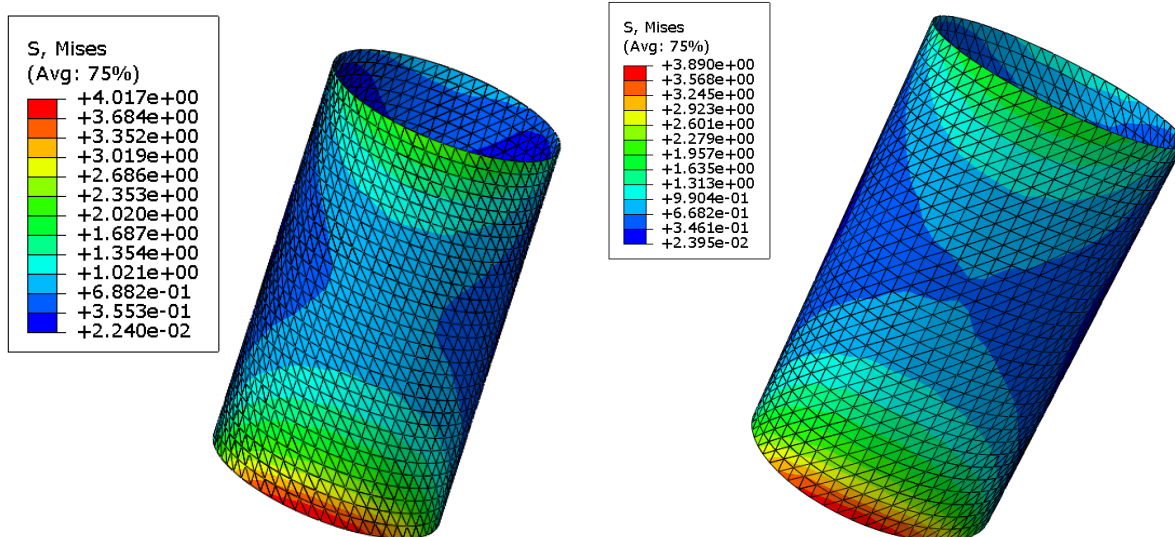 S, Mises
(Avg: 75%)
+4.017e+00
+3.684e+00
+3.352e+00
+3.019e+00
+2.686e+00
+2.353e+00
+2.020e+00
+1.687e+00
+1.354e+00
+1.021e+00
+6.882e-01
+3.553e-01
+2.240e-02
S, Mises
(Avg: 75%)
+3.890e+00
+3.568e+00
+3.245e+00
+2.923e+00
+2.601e+00
+2.279e+00
+1.957e+00
+1.635e+00
+1.313e+00
+9.904e-01
+6.682e-01
+3.461e-01
+2.395e-02